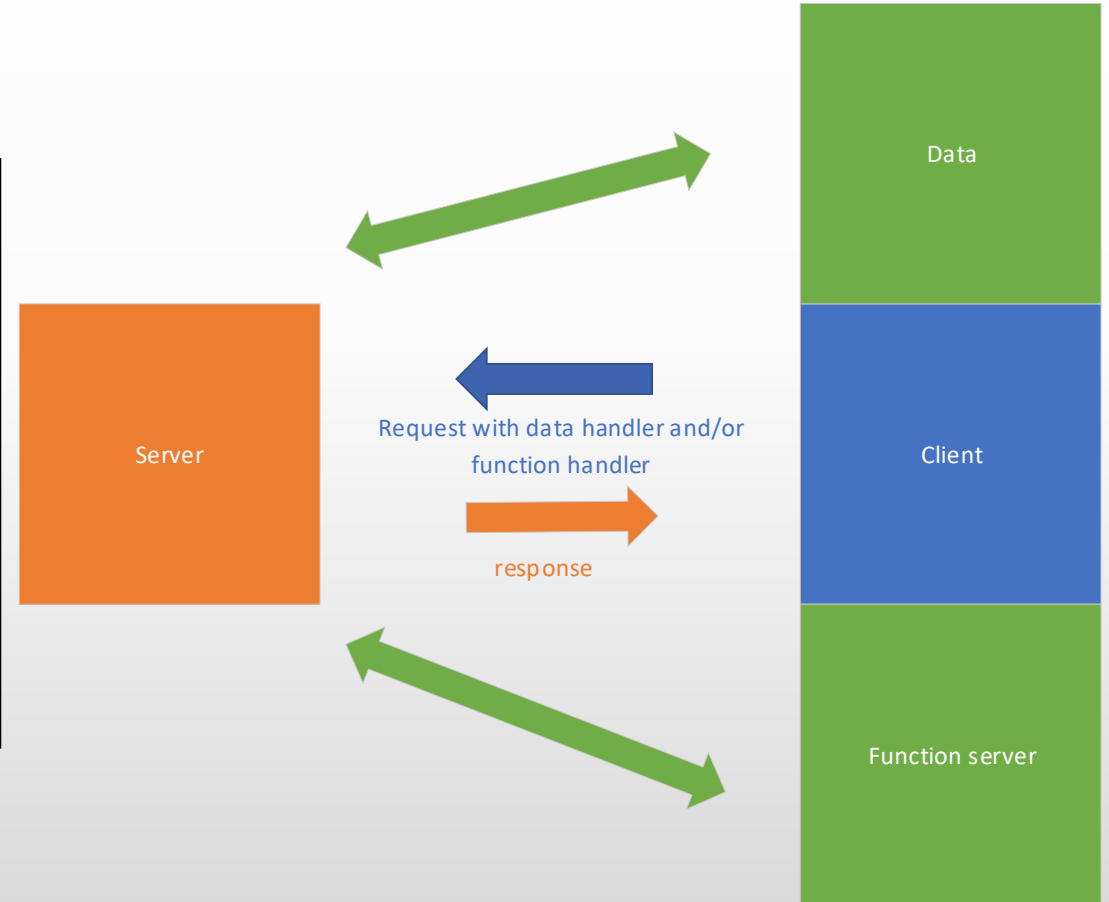 Data
Server
Request with data handler and/or
function handler
Client
response
Function server